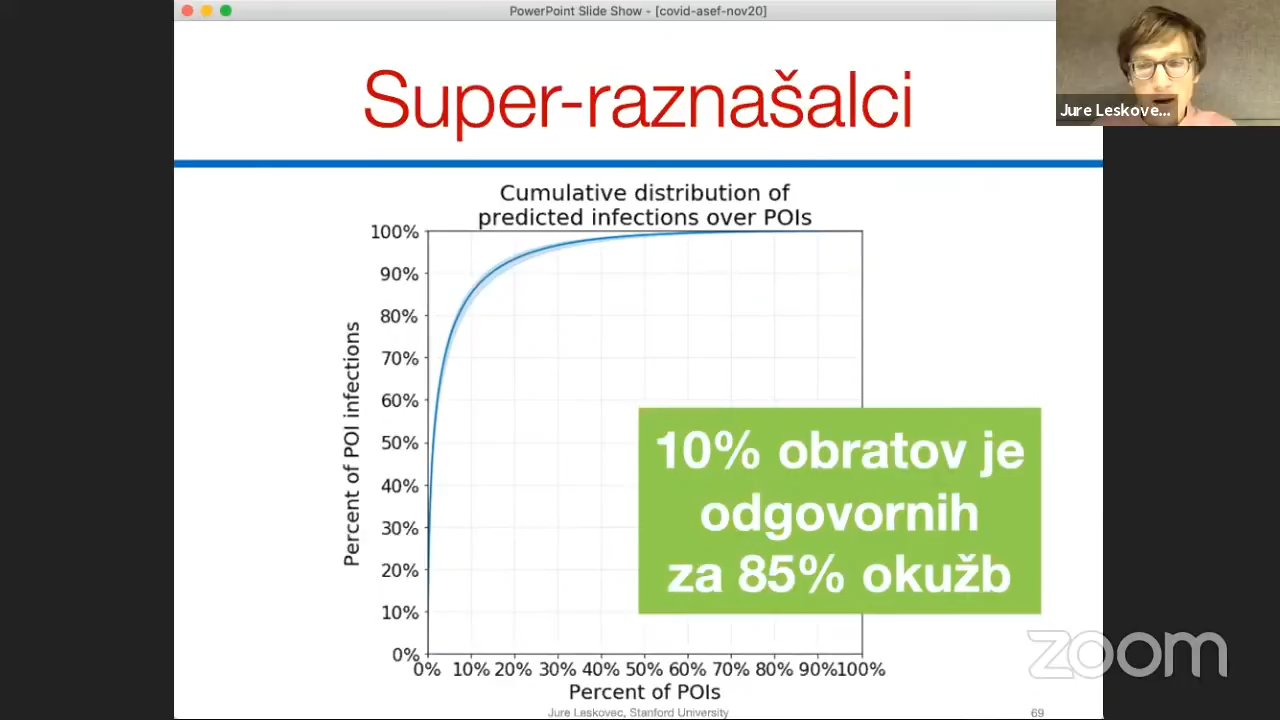 PowerPoint Slide Show - [covid-asef-nov20]
Jure Leskove...
Super-raznašalci
Cumulative distribution of
predicted infections over POIs
100%
90%
80%
70%
60%
50%
40%
30%
20%
10%
0%
Percent of POI infections
0% 10% 20% 30% 40% 50% 60% 70% 80% 90% 100%
Percent of POIs
10% obratov je
odgovornih
za 85% okužb
Jure Leskovec, Stanford University
69
zoom